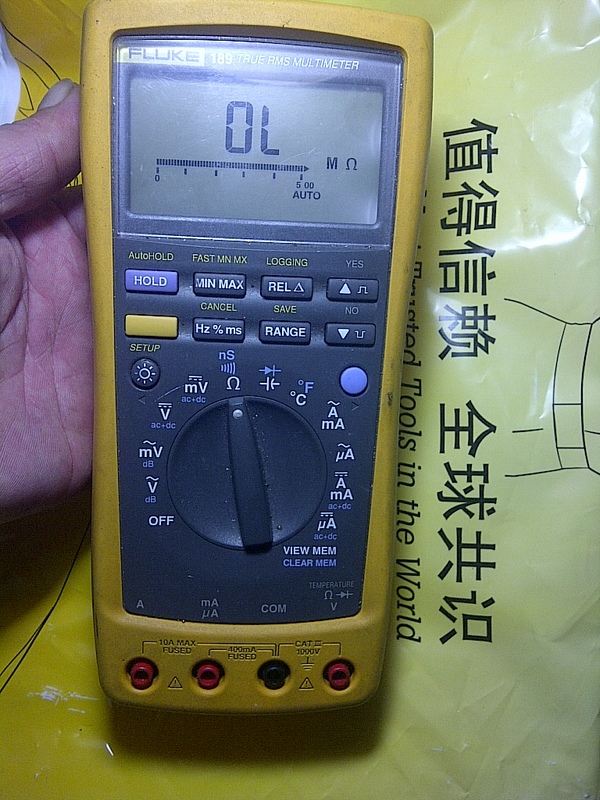 FLUKE 189 TRUE RMS MULTIMETER
OL
M Ω
0
5 00
AUTO
AutoHOLD FAST MN MX LOGGING YES
HOLD MIN MAX REL △
CANCEL SAVE NO
Hz % ms RANGE
SETUP
nS
Ω
mV
ac+dc
°F
°C
V
ac+dc
A
mA
mV
dB
µA
V
dB
A
mA
ac+dc
OFF
µA
ac+dc
VIEW MEM
CLEAR MEM
TEMPERATURE
A mA
µA COM Ω
V
10A MAX
FUSED
400mA
FUSED
CAT III
1000V
值得信赖 全球共识
Trusted Tools in the World